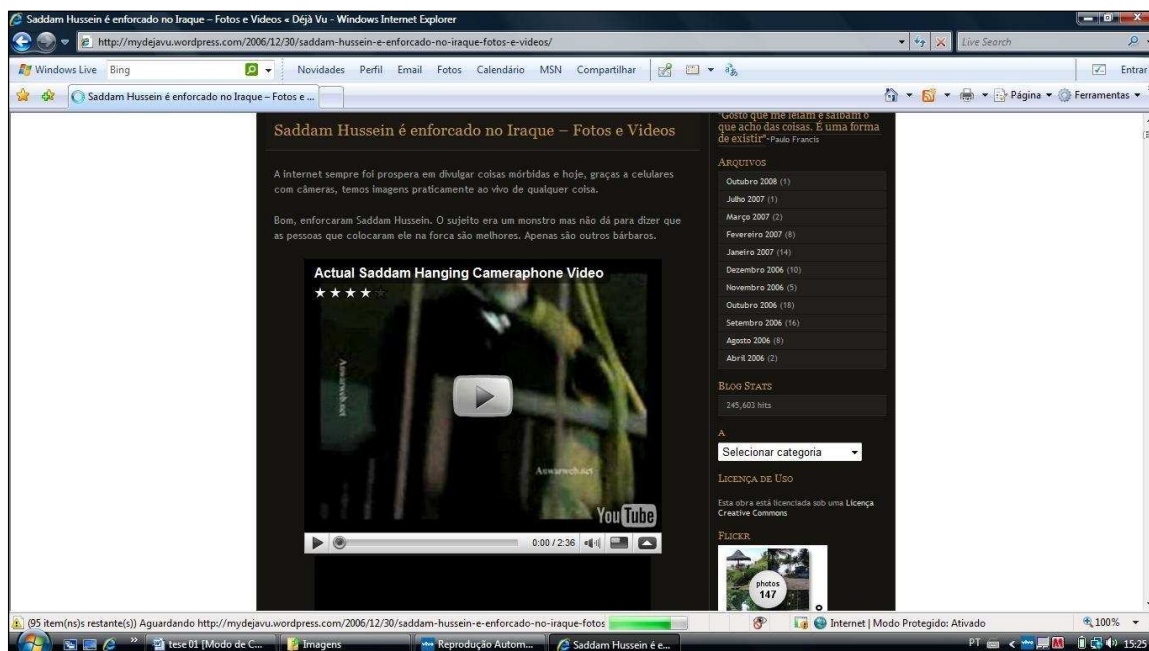 Saddam Hussein é enforcado no Iraque – Fotos e Videos « Déjà Vu - Windows Internet Explorer
http://mydejavu.wordpress.com/2006/12/30/saddam-hussein-e-enforcado-no-iraque-fotos-e-videos/
Live Search
Windows Live Bing Novidades Perfil Email Fotos Calendário MSN Compartilhar Entrar
Saddam Hussein é enforcado no Iraque – Fotos e ... Página Ferramentas
Saddam Hussein é enforcado no Iraque – Fotos e Videos
A internet sempre foi prospera em divulgar coisas mórbidas e hoje, graças a celulares
com câmeras, temos imagens praticamente ao vivo de qualquer coisa.
Bom, enforcaram Saddam Hussein. O sujeito era um monstro mas não dá para dizer que
as pessoas que colocaram ele na forca são melhores. Apenas são outros bárbaros.
Actual Saddam Hanging Cameraphone Video
Aswarweb.net
Aswarweb.net
YouTube
0:00 / 2:36
"Gosto que me leiam e saibam o
que acho das coisas. É uma forma
de existir"-Paulo Francis
Arquivos
Outubro 2008 (1)
Julho 2007 (1)
Março 2007 (2)
Fevereiro 2007 (8)
Janeiro 2007 (14)
Dezembro 2006 (10)
Novembro 2006 (5)
Outubro 2006 (18)
Setembro 2006 (16)
Agosto 2006 (8)
Abril 2006 (2)
Blog Stats
245,603 hits
A
Selecionar categoria
Licença de Uso
Esta obra está licenciada sob uma Licença
Creative Commons
Flickr
photos
147
(95 item(ns)s restante(s)) Aguardando http://mydejavu.wordpress.com/2006/12/30/saddam-hussein-e-enforcado-no-iraque-fotos Internet | Modo Protegido: Ativado 100%
tese 01 [Modo de C... Imagens Reprodução Autom... Saddam Hussein é e... PT 15:25